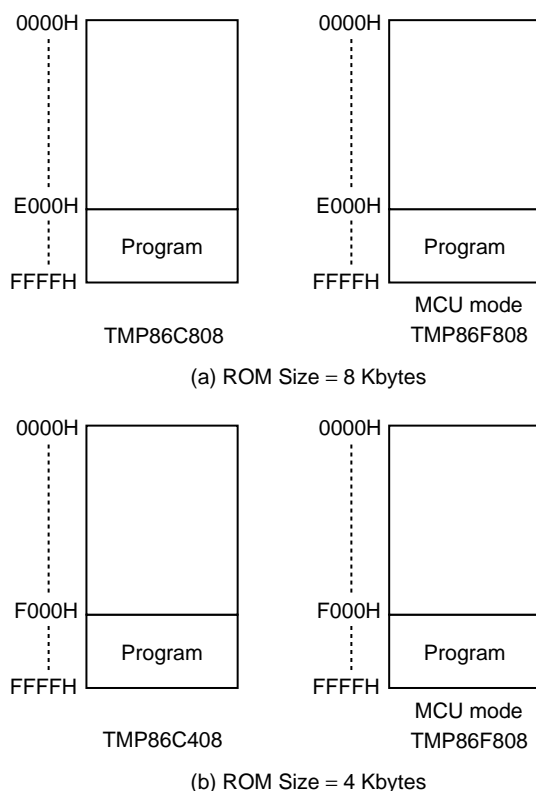 0000H 0000H
E000H E000H
Program Program
FFFFH FFFFH
MCU mode
TMP86C808 TMP86F808
(a) ROM Size = 8 Kbytes
0000H 0000H
F000H F000H
Program Program
FFFFH FFFFH
MCU mode
TMP86C408 TMP86F808
(b) ROM Size = 4 Kbytes